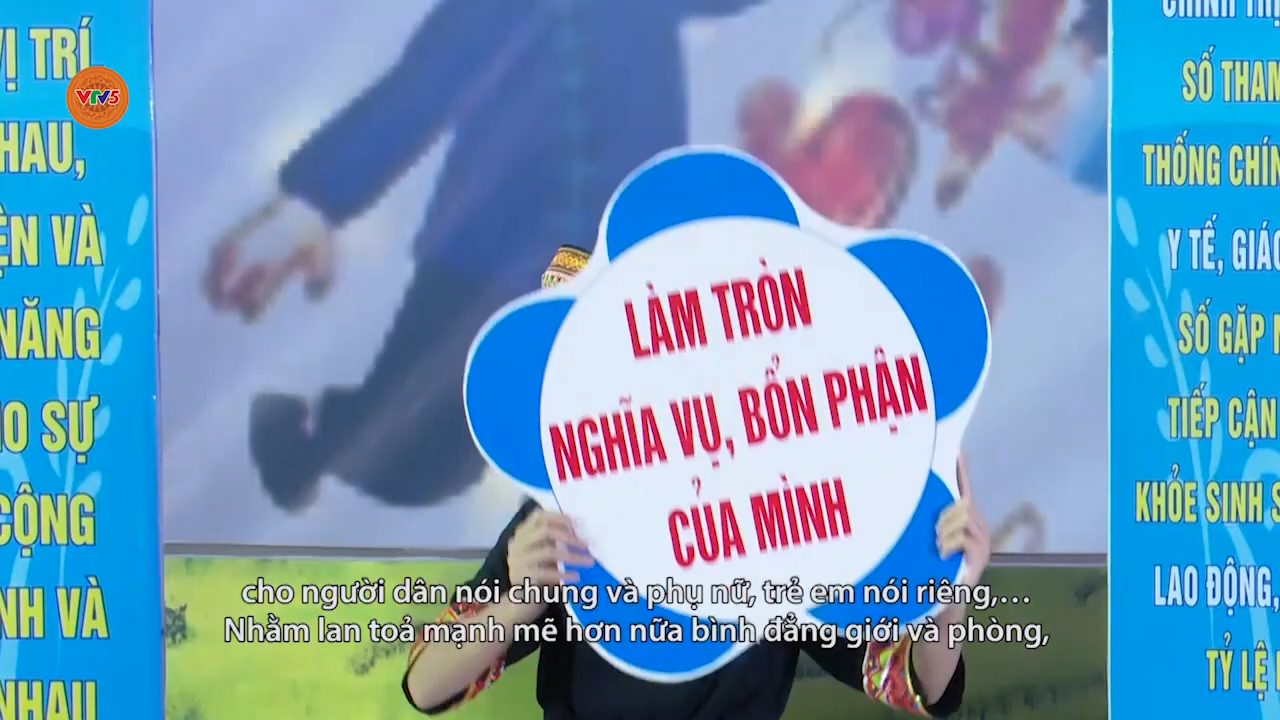 VỊ TRÍ
VTV5
HAU,
ỆN VÀ
NĂNG
SỰ
CỘNG
NH VÀ
NHAU
LÀM TRÒN
NGHĨA VỤ, BỔN PHẬN
CỦA MÌNH
SỐ THAM
THỐNG CHÍN
Y TẾ, GIÁO
SỐ GẶP
TIẾP CẬN
KHỎE SINH S
LAO ĐỘNG,
TỶ LỆ
cho người dân nói chung và phụ nữ, trẻ em nói riêng,...
Nhằm lan toả mạnh mẽ hơn nữa bình đẳng giới và phòng,